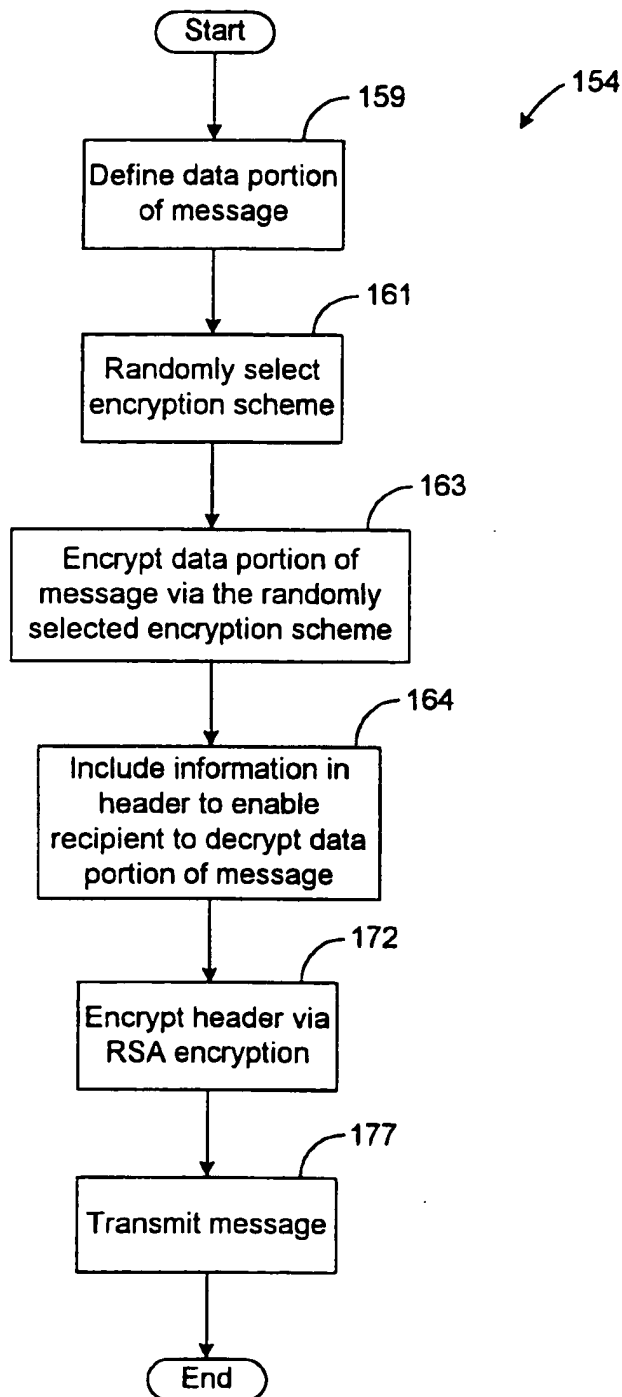 Start
154
159
Define data portion
of message
161
Randomly select
encryption scheme
163
Encrypt data portion of
message via the randomly
selected encryption scheme
164
Include information in
header to enable
recipient to decrypt data
portion of message
172
Encrypt header via
RSA encryption
177
Transmit message
End